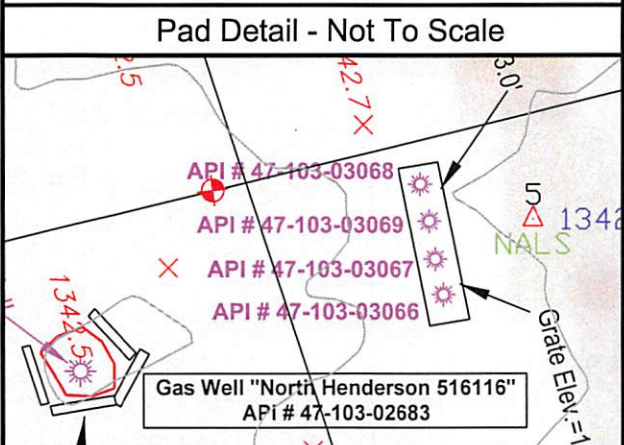 Pad Detail - Not To Scale
2.5
42.7
3.0'
API # 47-103-03068
API # 47-103-03069
API # 47-103-03067
API # 47-103-03066
5
1342
NALS
1342.5
Grate Elev.=1
Gas Well "North Henderson 516116"
API # 47-103-02683